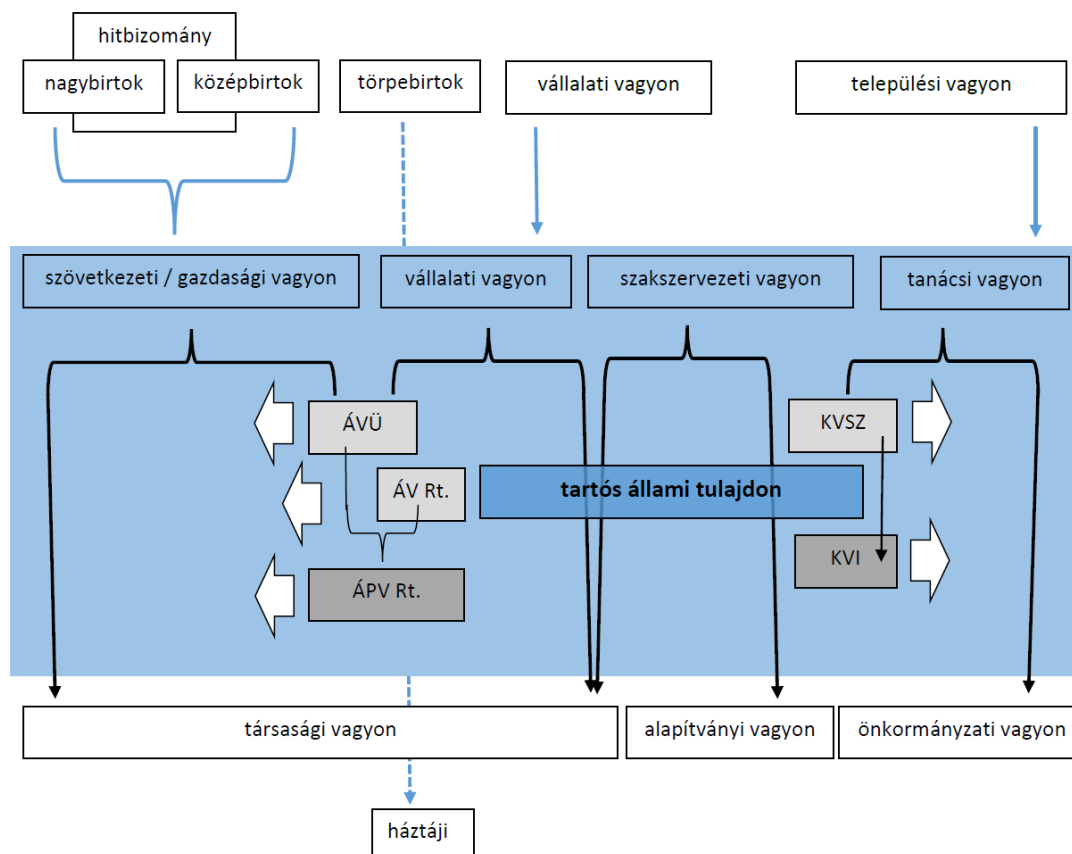 hitbizomány
nagybirtok
középbirtok
törpebirtok
vállalati vagyon
települési vagyon
szövetkezeti / gazdasági vagyon
vállalati vagyon
szakszervezeti vagyon
tanácsi vagyon
ÁVÜ
KVSZ
ÁV Rt.
tartós állami tulajdon
KVI
ÁPV Rt.
társasági vagyon
alapítványi vagyon
önkormányzati vagyon
háztáji